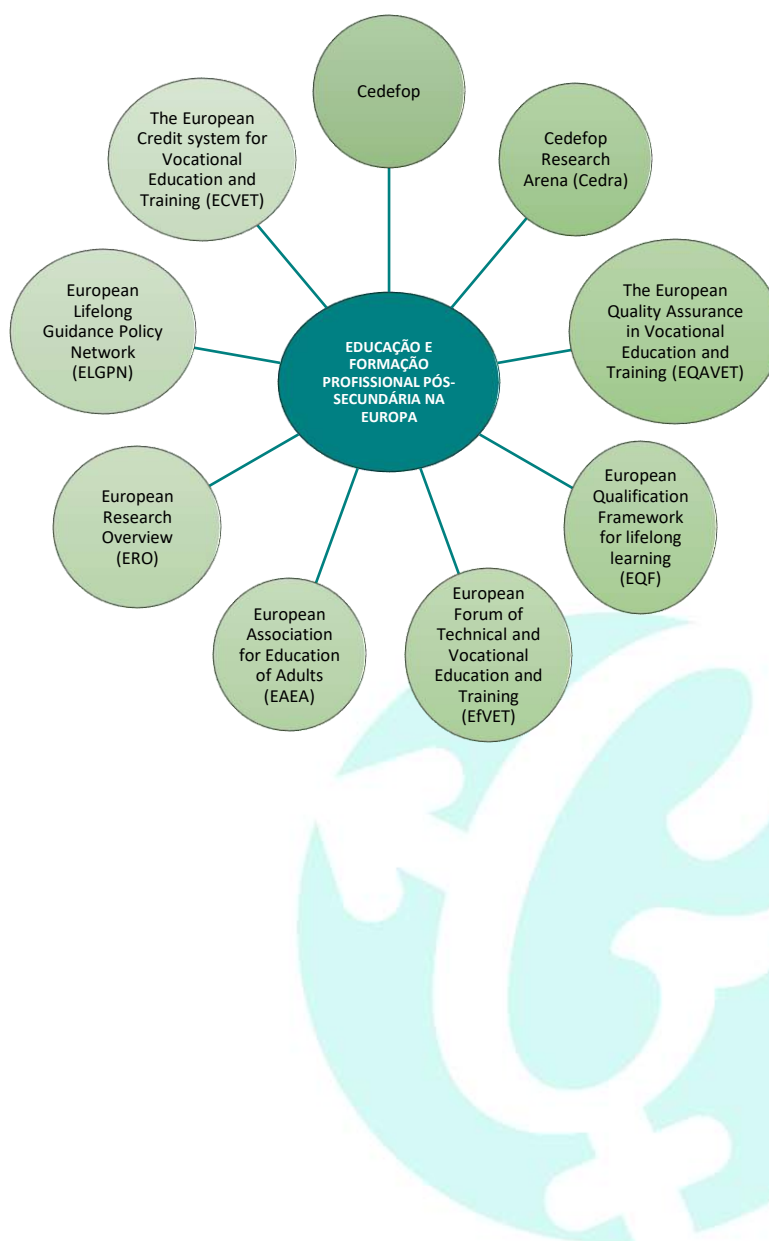 Cedefop
Cedefop
Research
Arena (Cedra)
The European
Quality Assurance
in Vocational
Education and
Training (EQAVET)
European
Qualification
Framework
for lifelong
learning
(EQF)
European
Forum of
Technical and
Vocational
Education and
Training
(EfVET)
European
Association
for Education
of Adults
(EAEA)
European
Research
Overview
(ERO)
European
Lifelong
Guidance Policy
Network
(ELGPN)
The European
Credit system for
Vocational
Education and
Training (ECVET)
EDUCAÇÃO E
FORMAÇÃO
PROFISSIONAL PÓS-
SECUNDÁRIA NA
EUROPA